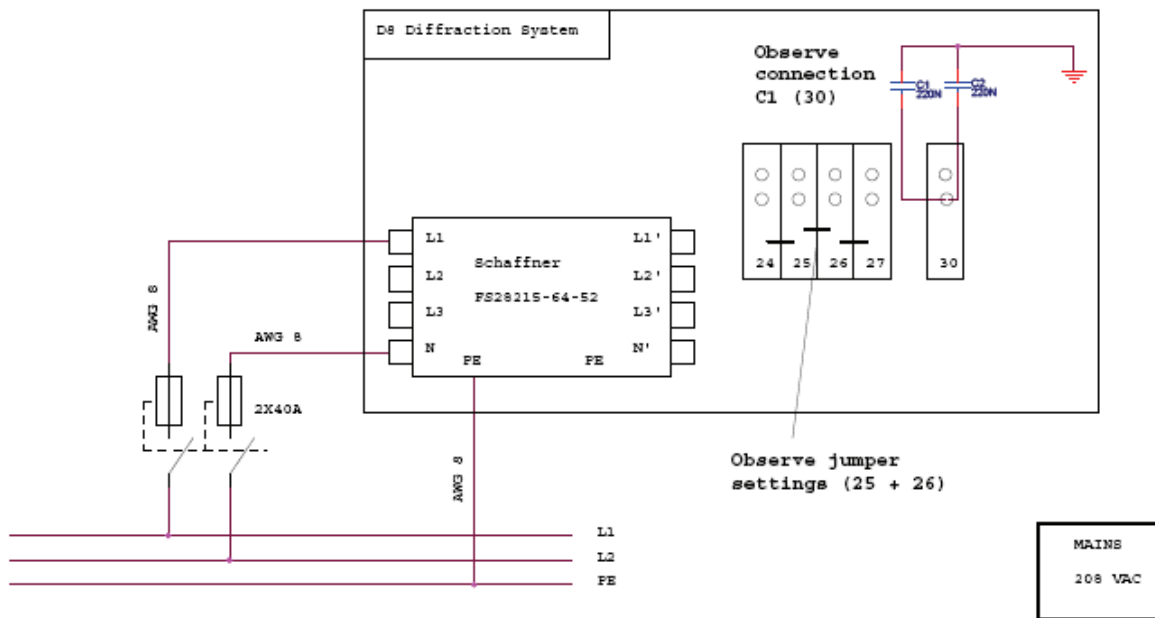 D8 Diffraction System
Observe
connection
C1 (30)
C1
220N
C2
220N
L1
L2
L3
N
PE
Schaffner
FS28215-64-52
L1'
L2'
L3'
N'
PE
24
25
26
27
30
AWG 8
AWG 8
2X40A
AWG 8
Observe jumper
settings (25 + 26)
L1
L2
PE
MAINS
208 VAC